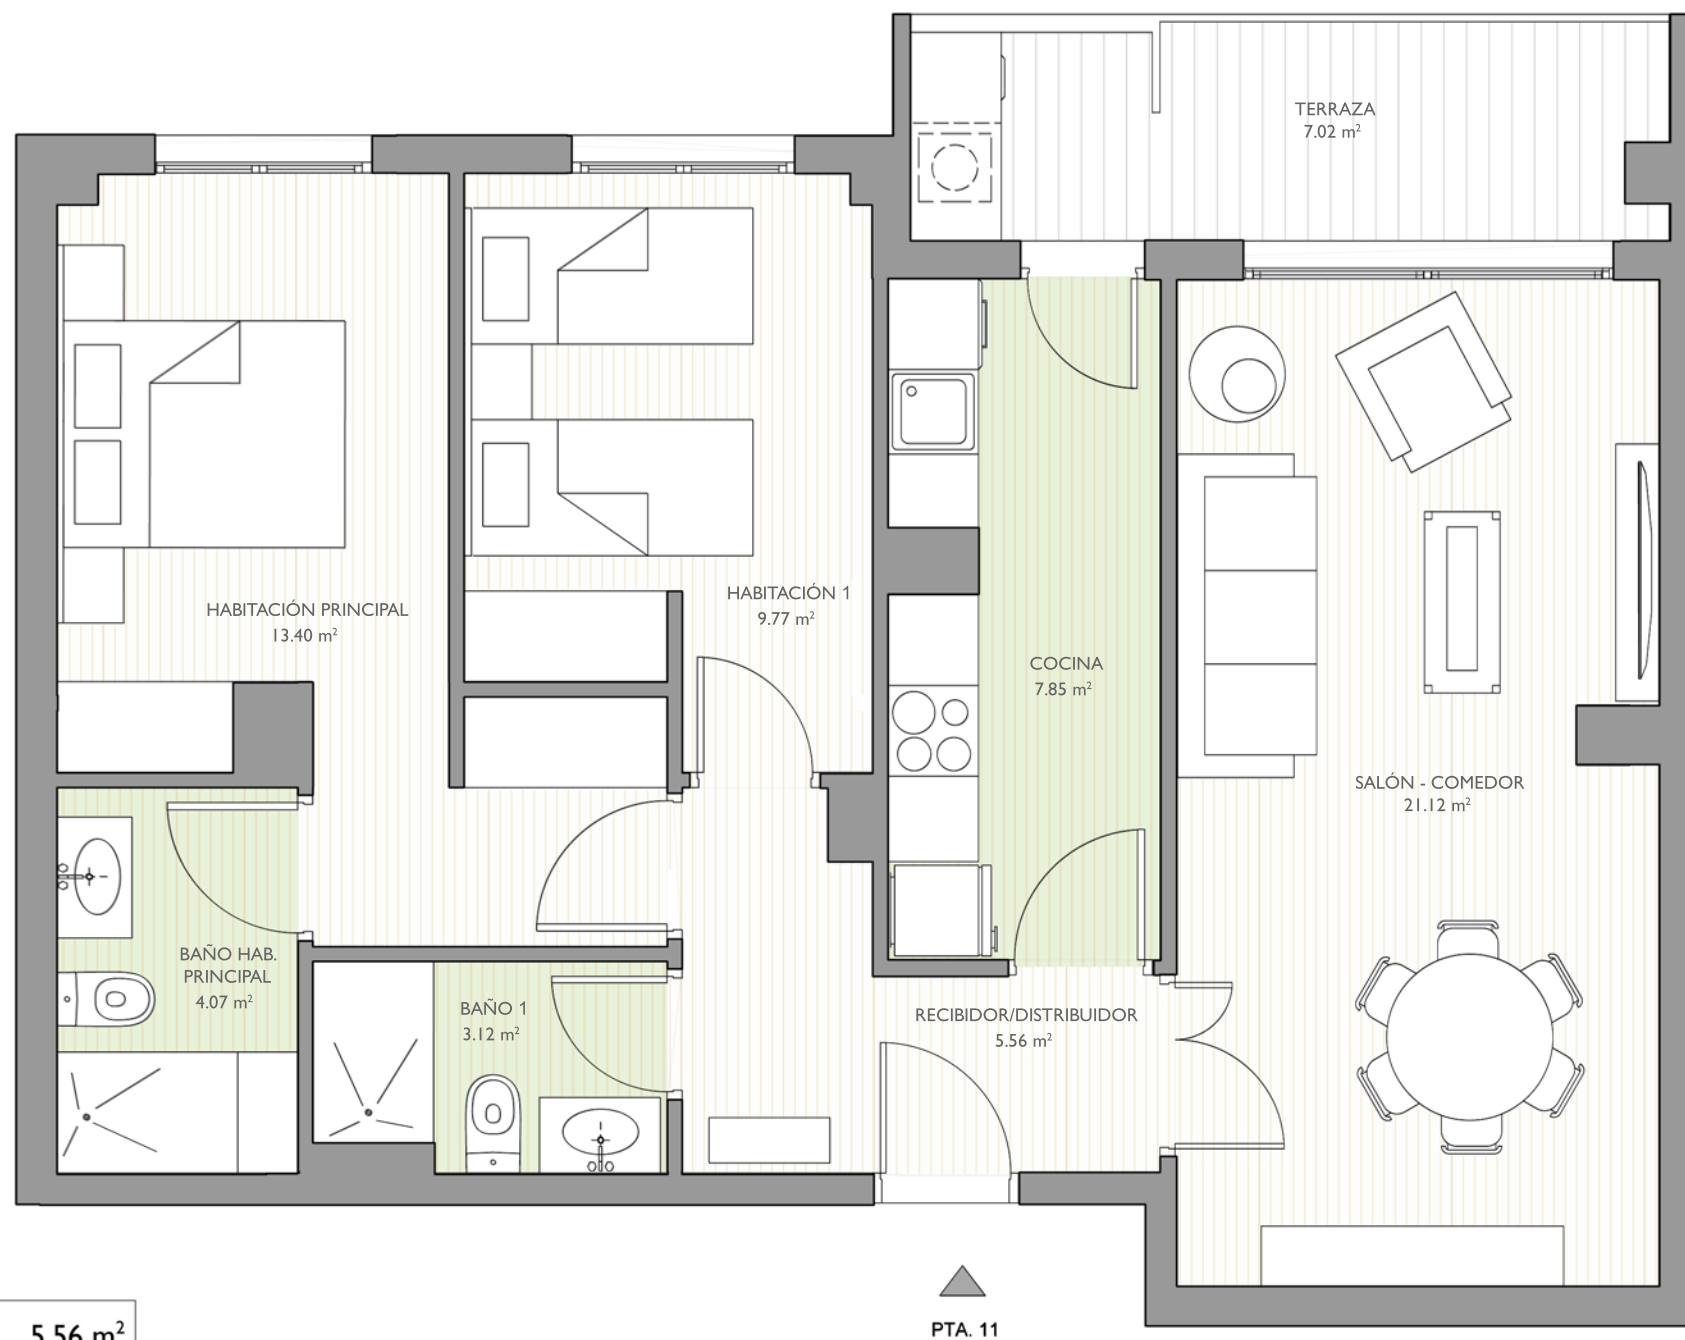 TERRAZA
7.02 m²
HABITACIÓN PRINCIPAL
13.40 m²
HABITACIÓN 1
9.77 m²
COCINA
7.85 m²
SALÓN - COMEDOR
21.12 m²
BAÑO HAB.
PRINCIPAL
4.07 m²
BAÑO 1
3.12 m²
RECIBIDOR/DISTRIBUIDOR
5.56 m²
PTA. 11
5.56 m²